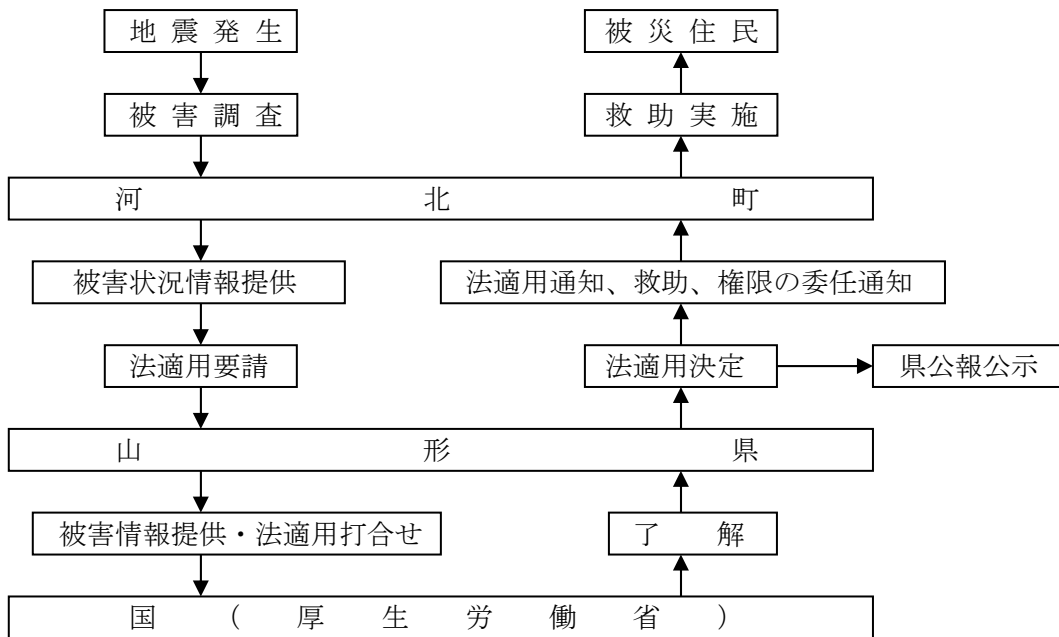 地震発生
被災住民
被害調査
救助実施
河北町
被害状況情報提供
法適用通知、救助、権限の委任通知
法適用要請
法適用決定
県公報公示
山形県
被害情報提供・法適用打合せ
了解
国（厚生労働省）